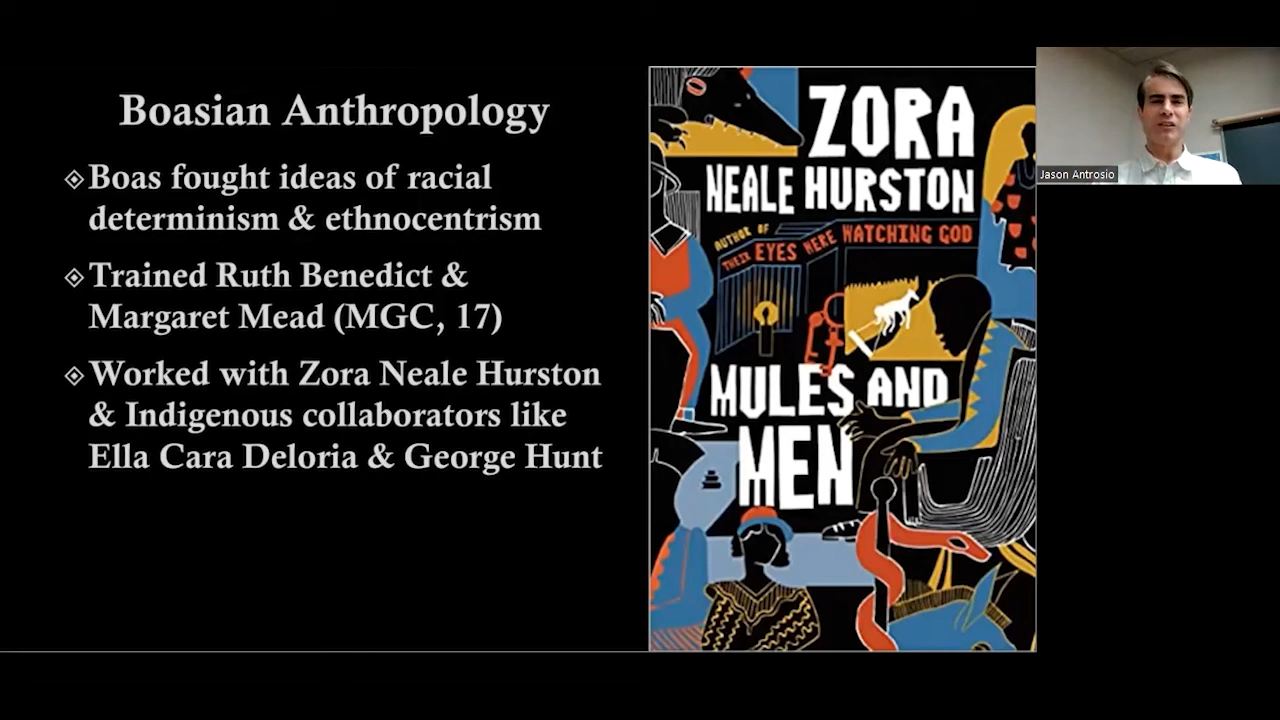 Boasian Anthropology
Boas fought ideas of racial
determinism & ethnocentrism
Trained Ruth Benedict &
Margaret Mead (MGC, 17)
Worked with Zora Neale Hurston
& Indigenous collaborators like
Ella Cara Deloria & George Hunt
ZORA
NEALE HURSTON
AUTHOR OF
THEIR EYES WERE WATCHING GOD
MULES AND
MEN
Jason Antrosio